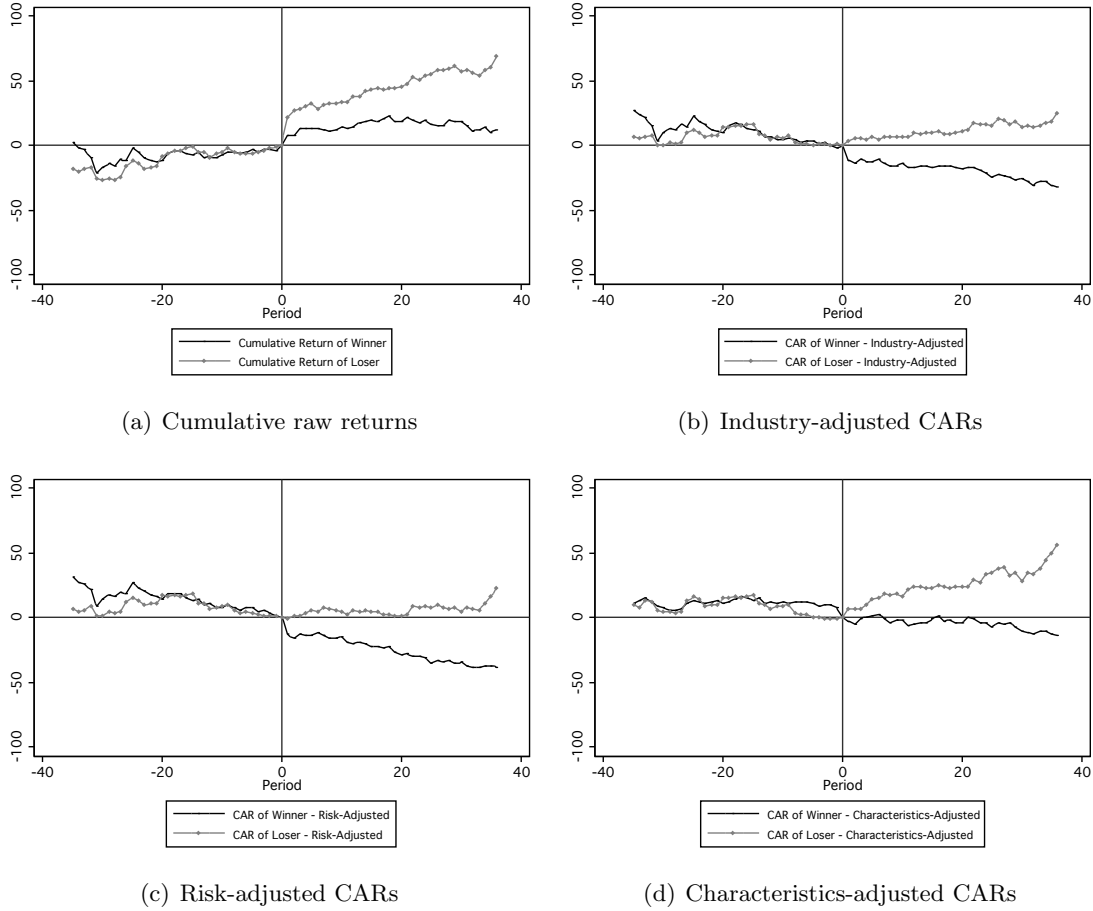 100
50
0
-50
-100
-40
-20
0
20
40
Period
Cumulative Return of Winner
Cumulative Return of Loser
(a) Cumulative raw returns
100
50
0
-50
-100
-40
-20
0
20
40
Period
CAR of Winner - Industry-Adjusted
CAR of Loser - Industry-Adjusted
(b) Industry-adjusted CARs
100
50
0
-50
-100
-40
-20
0
20
40
Period
CAR of Winner - Risk-Adjusted
CAR of Loser - Risk-Adjusted
(c) Risk-adjusted CARs
100
50
0
-50
-100
-40
-20
0
20
40
Period
CAR of Winner - Characteristics-Adjusted
CAR of Loser - Characteristics-Adjusted
(d) Characteristics-adjusted CARs